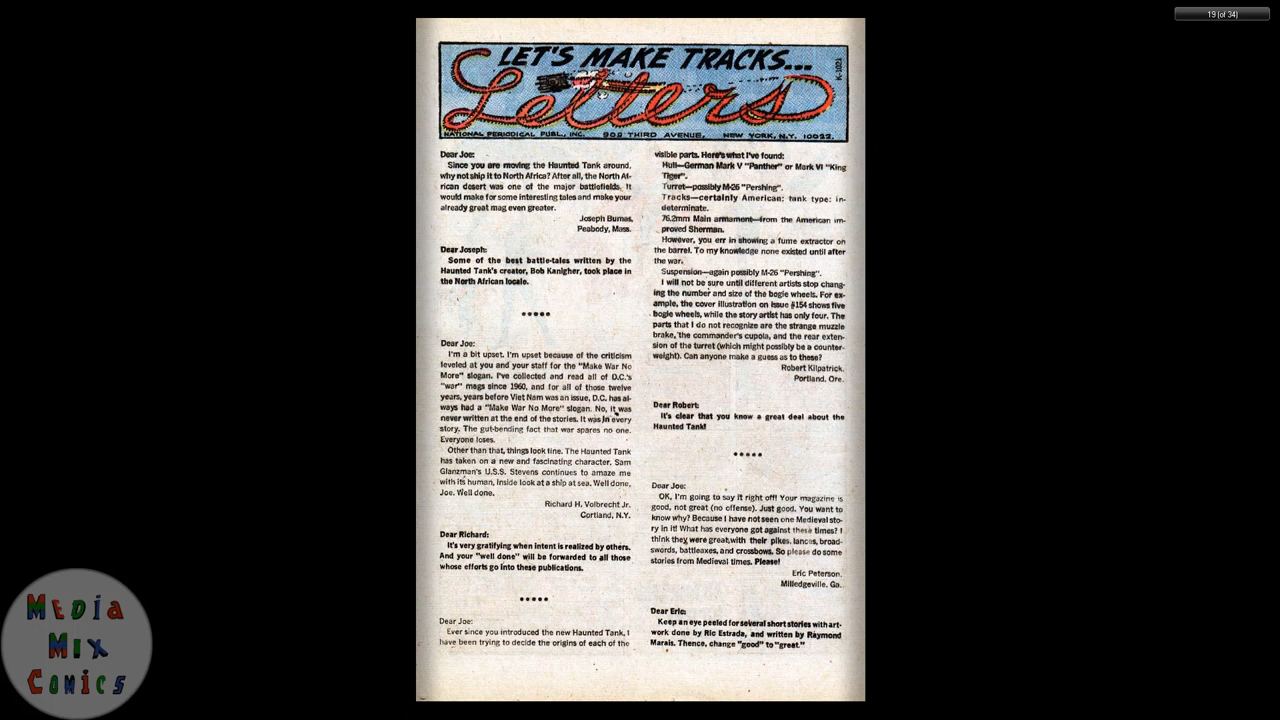 19 (of 34)
LET'S MAKE TRACKS...
Letters
K-1021
NATIONAL PERIODICAL PUBL., INC. 909 THIRD AVENUE, NEW YORK, N.Y. 10022.
Dear Joe:
Since you are moving the Haunted Tank around,
why not ship it to North Africa? After all, the North Af-
rican desert was one of the major battlefields. It
would make for some interesting tales and make your
already great mag even greater.
Joseph Bumas,
Peabody, Mass.
Dear Joseph:
Some of the best battle-tales written by the
Haunted Tank's creator, Bob Kanigher, took place in
the North African locale.
•••••
Dear Joe:
I'm a bit upset. I'm upset because of the criticism
leveled at you and your staff for the "Make War No
More" slogan. I've collected and read all of D.C.'s
"war" mags since 1960, and for all of those twelve
years, years before Viet Nam was an issue, D.C. has al-
ways had a "Make War No More" slogan. No, it was
never written at the end of the stories. It was in every
story. The gut-bending fact that war spares no one.
Everyone loses.
Other than that, things look fine. The Haunted Tank
has taken on a new and fascinating character. Sam
Glanzman's U.S.S. Stevens continues to amaze me
with its human, inside look at a ship at sea. Well done,
Joe. Well done.
Richard H. Volbrecht Jr.
Cortland, N.Y.
Dear Richard:
It's very gratifying when intent is realized by others.
And your "well done" will be forwarded to all those
whose efforts go into these publications.
•••••
Dear Joe:
Ever since you introduced the new Haunted Tank, I
have been trying to decide the origins of each of the
visible parts. Here's what I've found:
Hull—German Mark V "Panther" or Mark VI "King
Tiger".
Turret—possibly M-26 "Pershing".
Tracks—certainly American; tank type: in-
determinate.
76.2mm Main armament—from the American im-
proved Sherman.
However, you err in showing a fume extractor on
the barrel. To my knowledge none existed until after
the war.
Suspension—again possibly M-26 "Pershing".
I will not be sure until different artists stop chang-
ing the number and size of the bogie wheels. For ex-
ample, the cover illustration on issue #154 shows five
bogie wheels, while the story artist has only four. The
parts that I do not recognize are the strange muzzle
brake, the commander's cupola, and the rear exten-
sion of the turret (which might possibly be a counter-
weight). Can anyone make a guess as to these?
Robert Kilpatrick,
Portland, Ore.
Dear Robert:
It's clear that you know a great deal about the
Haunted Tank!
•••••
Dear Joe:
OK, I'm going to say it right off! Your magazine is
good, not great (no offense). Just good. You want to
know why? Because I have not seen one Medieval sto-
ry in it! What has everyone got against these times? I
think they were great, with their pikes, lances, broad-
swords, battleaxes, and crossbows. So please do some
stories from Medieval times. Please!
Eric Peterson,
Milledgeville, Ga.
Dear Eric:
Keep an eye peeled for several short stories with art-
work done by Ric Estrada, and written by Raymond
Marais. Thence, change "good" to "great."
MEDIA
MIX
COMICS